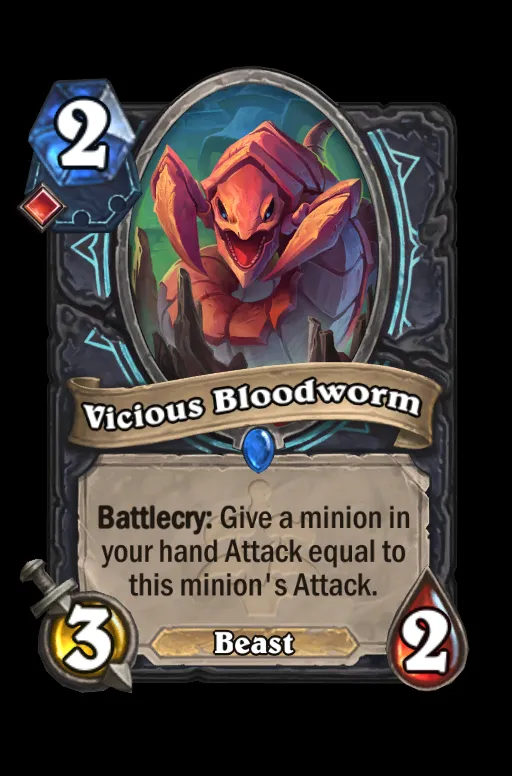 2
Vicious Bloodworm
Battlecry: Give a minion in
your hand Attack equal to
this minion's Attack.
3
Beast
2